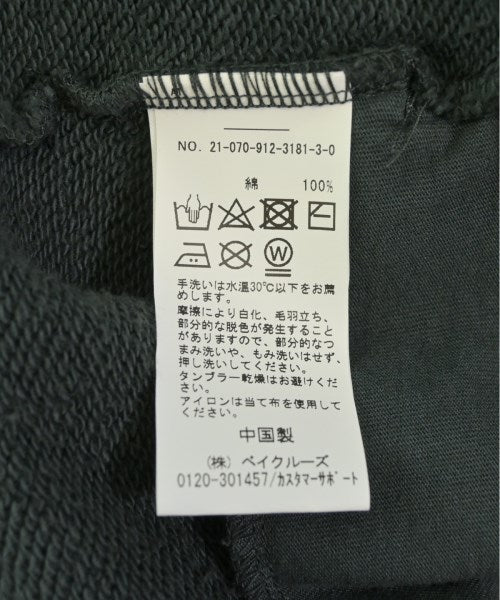 NO. 21-070-912-3181-3-0
綿 100%
W
手洗いは水温30℃以下をお薦
めします。
摩擦により白化、毛羽立ち、
部分的な脱色が発生すること
がありますので、部分的なつ
まみ洗いや、もみ洗いはせず、
押し洗いしてください。
タンブラー乾燥はお避けくだ
さい。
アイロンは当て布を使用して
ください。
中国製
(株) ベイクルーズ
0120-301457/カスタマーサポート